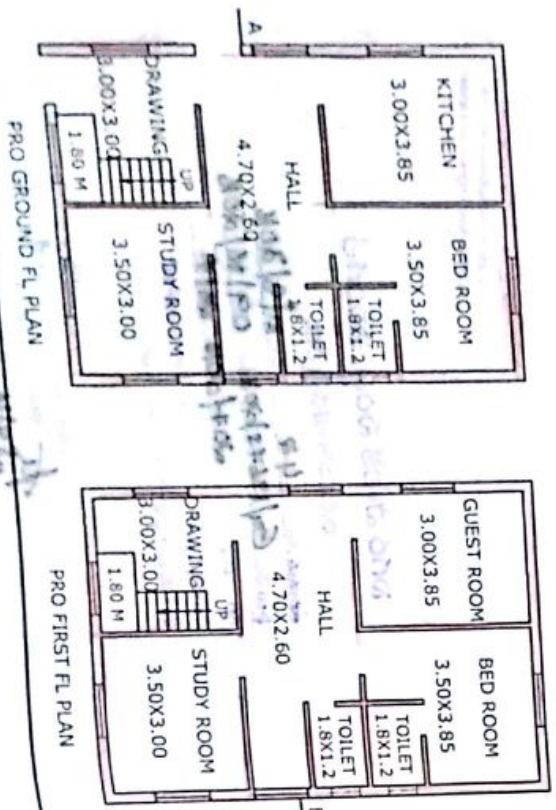 A
KITCHEN
3.00X3.85
BED ROOM
3.50X3.85
TOILET
1.8X1.2
TOILET
1.8X1.2
HALL
4.70X2.60
DRAWING
3.00X3.00
UP
1.80 M
STUDY ROOM
3.50X3.00
PRO GROUND FL PLAN
GUEST ROOM
3.00X3.85
BED ROOM
3.50X3.85
TOILET
1.8X1.2
TOILET
1.8X1.2
HALL
4.70X2.60
DRAWING
3.00X3.00
UP
1.80 M
STUDY ROOM
3.50X3.00
PRO FIRST FL PLAN